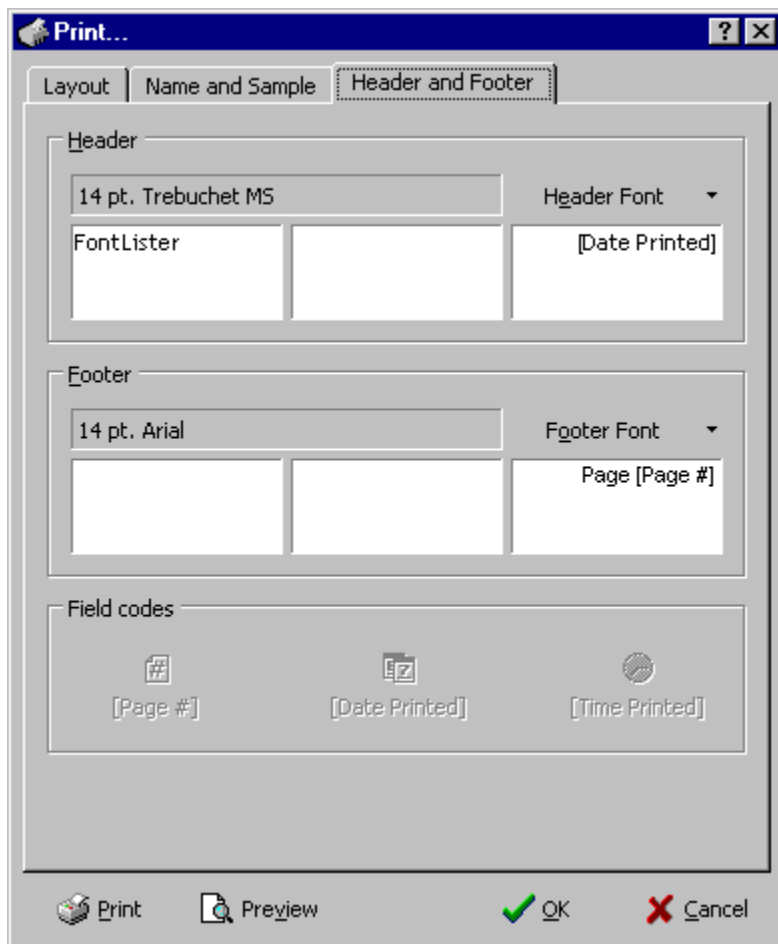 Print...
Layout Name and Sample Header and Footer
Header
14 pt. Trebuchet MS Header Font
FontLister [Date Printed]
Footer
14 pt. Arial Footer Font
Page [Page #]
Field codes
[Page #] [Date Printed] [Time Printed]
Print Preview OK Cancel